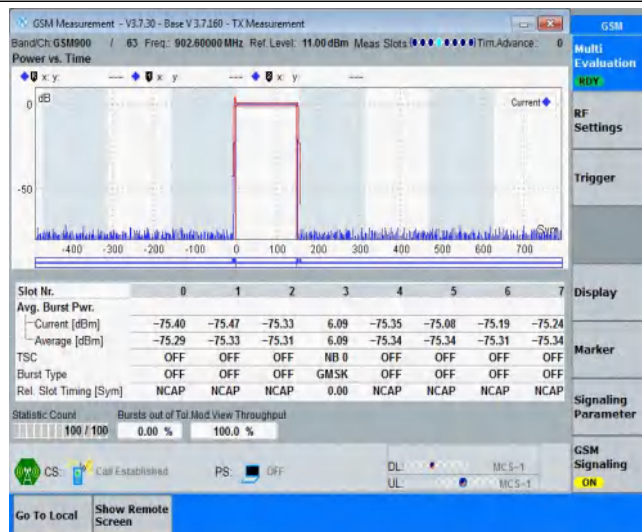 GSM Measurement - V3.7.30 - Base V 3.7.160 - TX Measurement
GSM
Band/Ch: GSM900 / 63 Freq.: 902.60000 MHz Ref. Level: 11.00 dBm Meas Slots Tim.Advance: 0
Power vs. Time
Multi Evaluation
RDY
x: y: --- x y --- x y ---
dB
Current
0
-50
-400 -300 -200 -100 0 100 200 300 400 500 600 700
Sym
RF Settings
Trigger
Slot Nr. 0 1 2 3 4 5 6 7
Avg. Burst Pwr.
Current [dBm] -75.40 -75.47 -75.33 6.09 -75.35 -75.08 -75.19 -75.24
Average [dBm] -75.29 -75.33 -75.31 6.09 -75.34 -75.34 -75.31 -75.34
TSC OFF OFF OFF NB 0 OFF OFF OFF OFF
Burst Type OFF OFF OFF GMSK OFF OFF OFF OFF
Rel. Slot Timing [Sym] NCAP NCAP NCAP 0.00 NCAP NCAP NCAP NCAP
Display
Marker
Statistic Count Bursts out of Tol. Mod.View Throughput
100 / 100 0.00 % 100.0 %
Signaling Parameter
CS: Call Established PS: OFF DL: MCS-1
UL: MCS-1
GSM Signaling
ON
Go To Local
Show Remote Screen